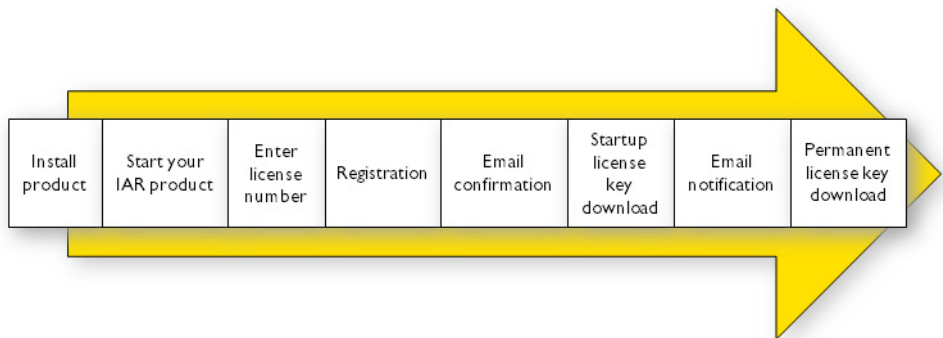 Install
product
Start your
IAR product
Enter
license
number
Registration
Email
confirmation
Startup
license
key
download
Email
notification
Permanent
license key
download